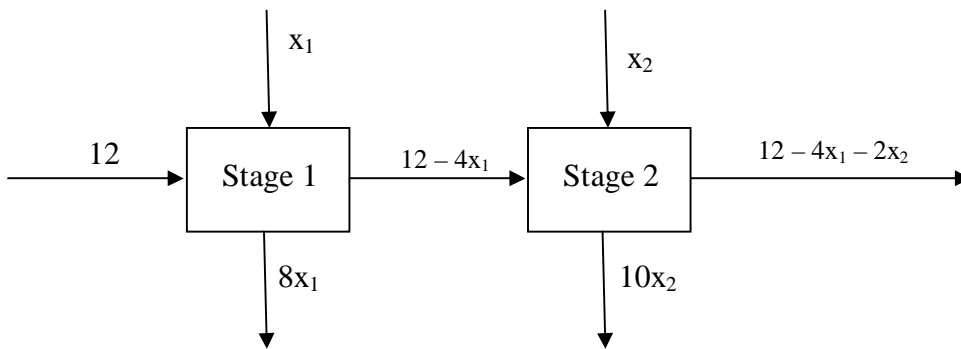 x₁
x₂
12
Stage 1
12 – 4x₁
Stage 2
12 – 4x₁ – 2x₂
8x₁
10x₂